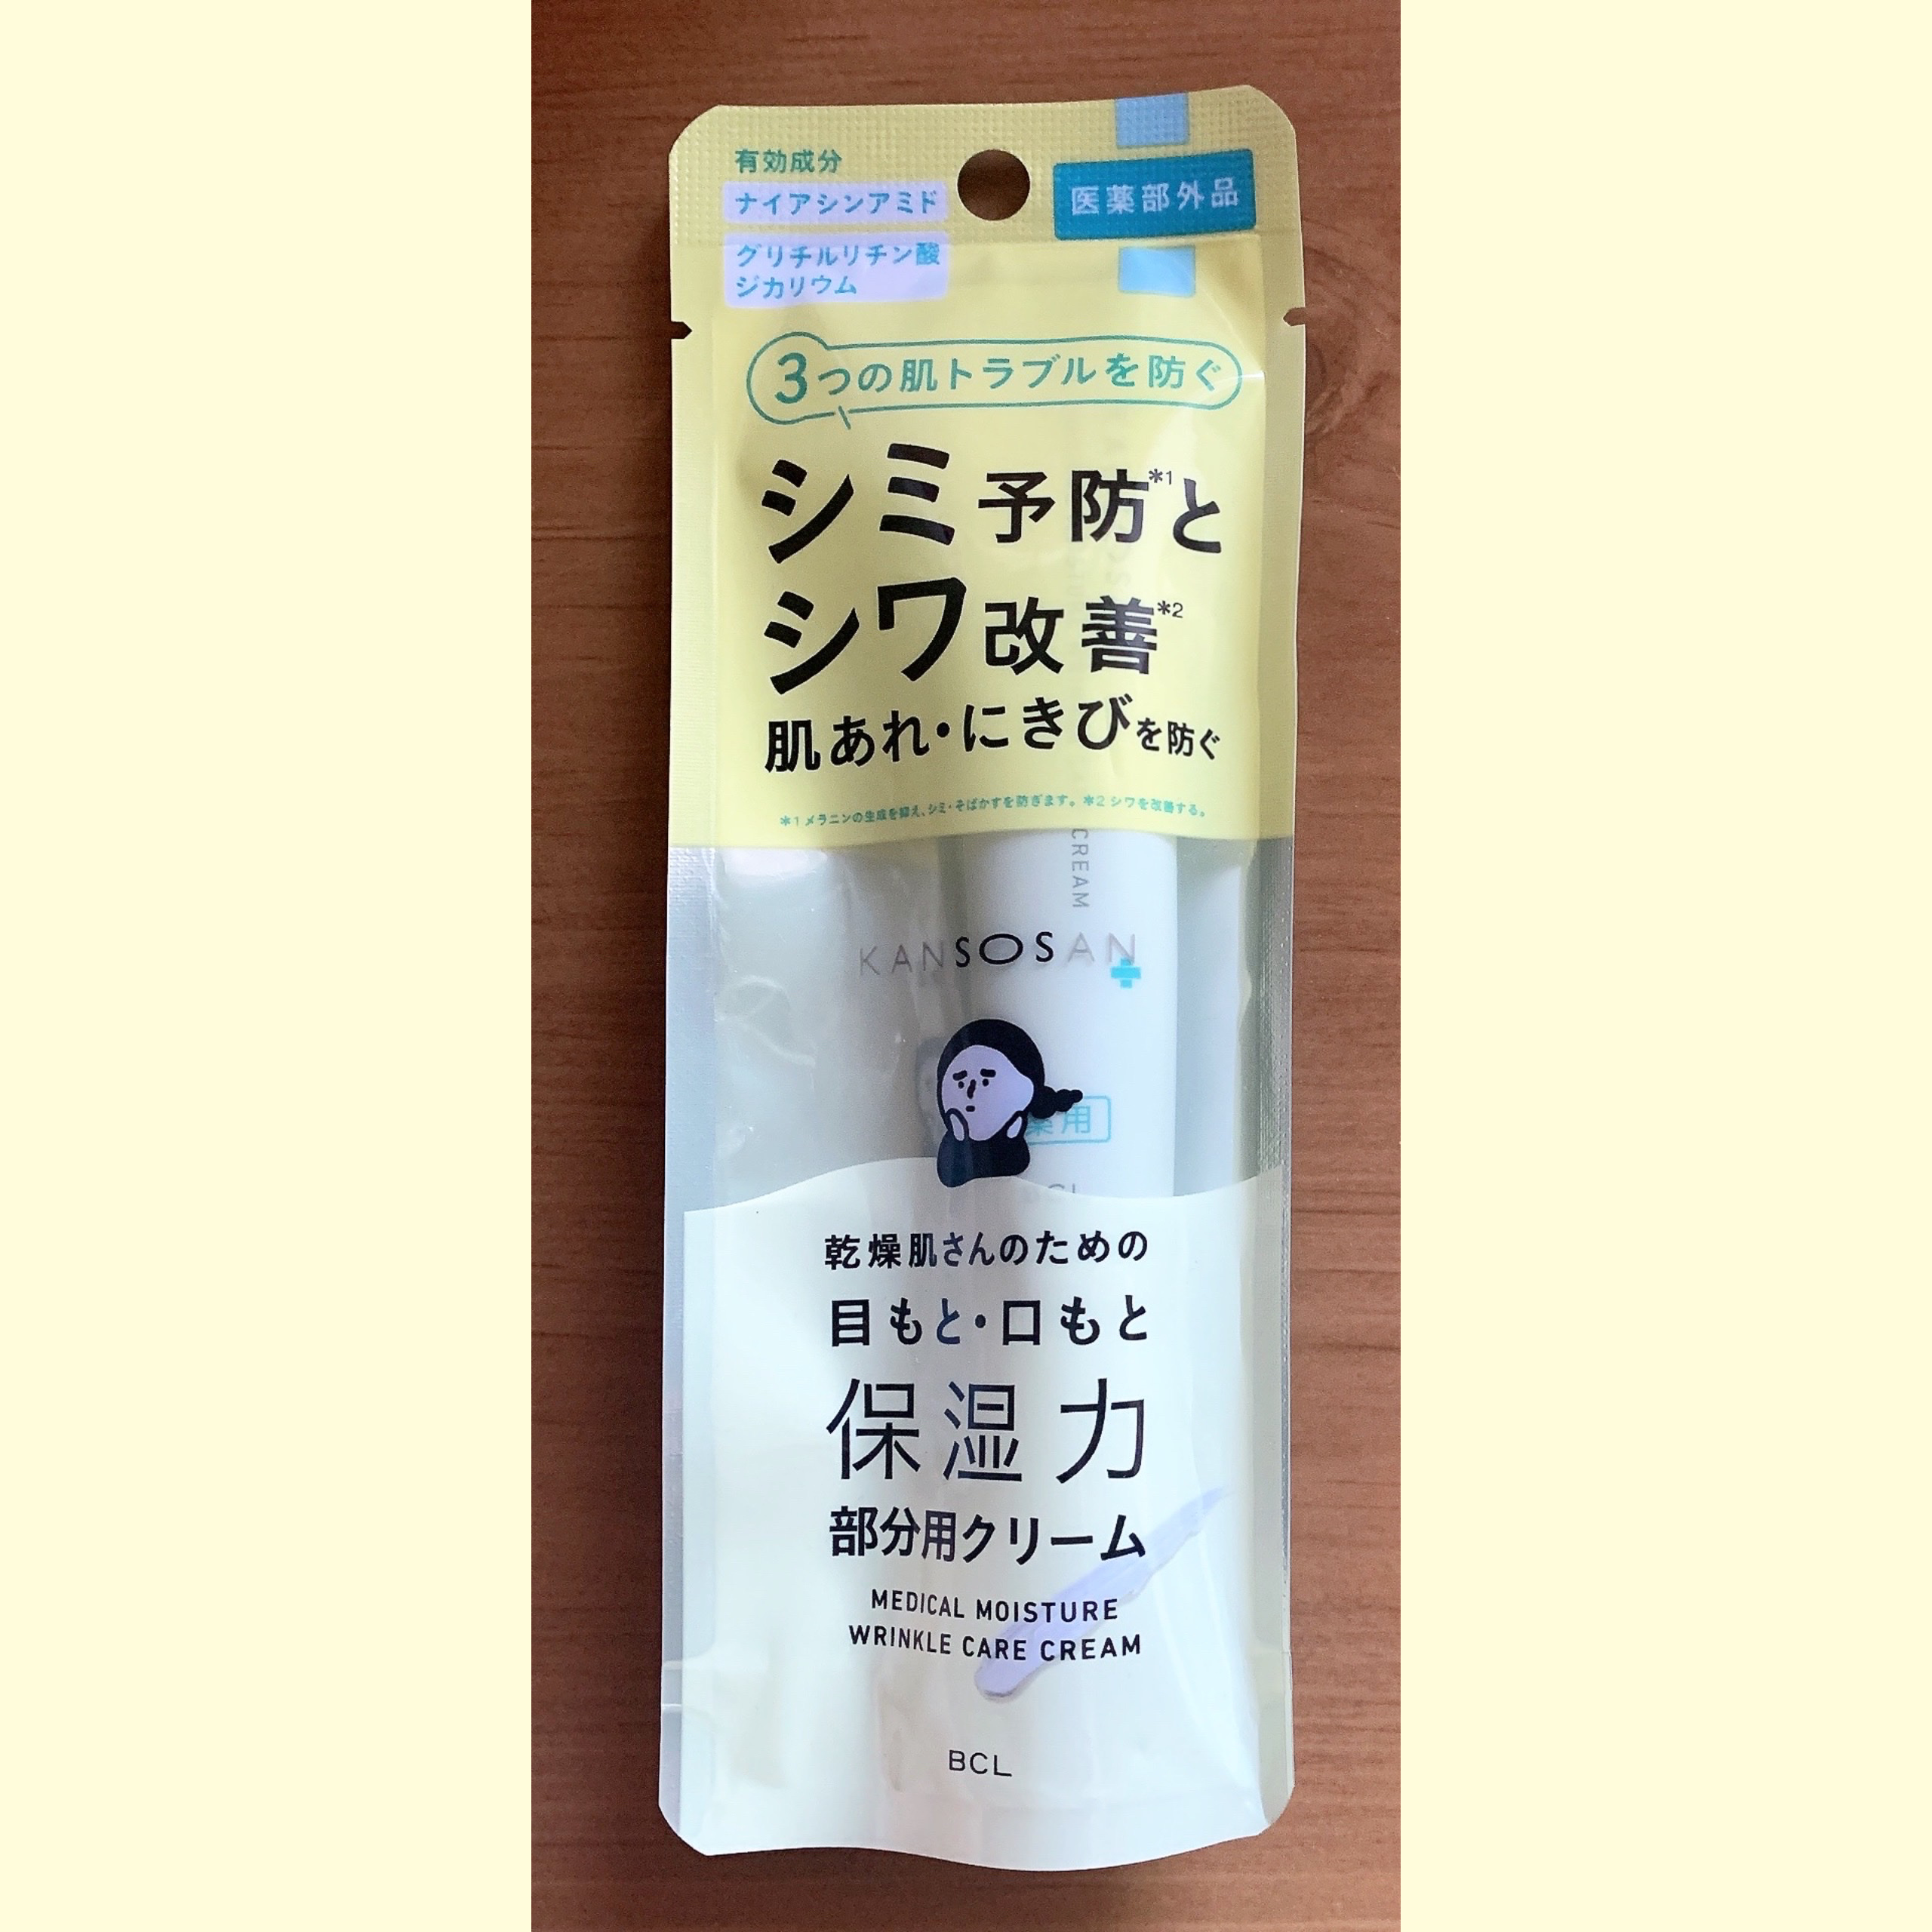 有効成分
ナイアシンアミド
グリチルリチン酸
ジカリウム
医薬部外品
3つの肌トラブルを防ぐ
シミ予防*1と
シワ改善*2
肌あれ・にきびを防ぐ
*1 メラニンの生成を抑え、シミ・そばかすを防ぎます。*2 シワを改善する。
CREAM
KANSOSAN
薬用
乾燥肌さんのための
目もと・口もと
保湿力
部分用クリーム
MEDICAL MOISTURE
WRINKLE CARE CREAM
BCL